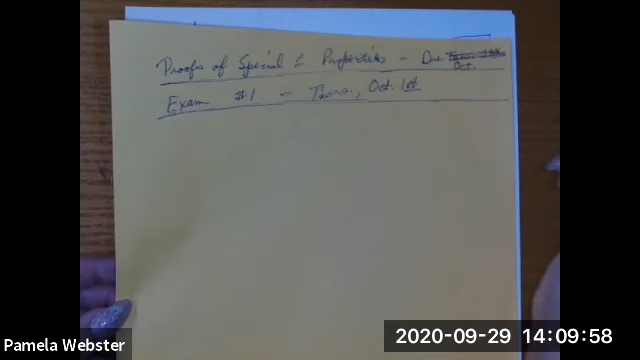 Proofs of Special & Properties - Due
Oct.
Exam #1 - Thurs., Oct. 1st
Pamela Webster
2020-09-29 14:09:58